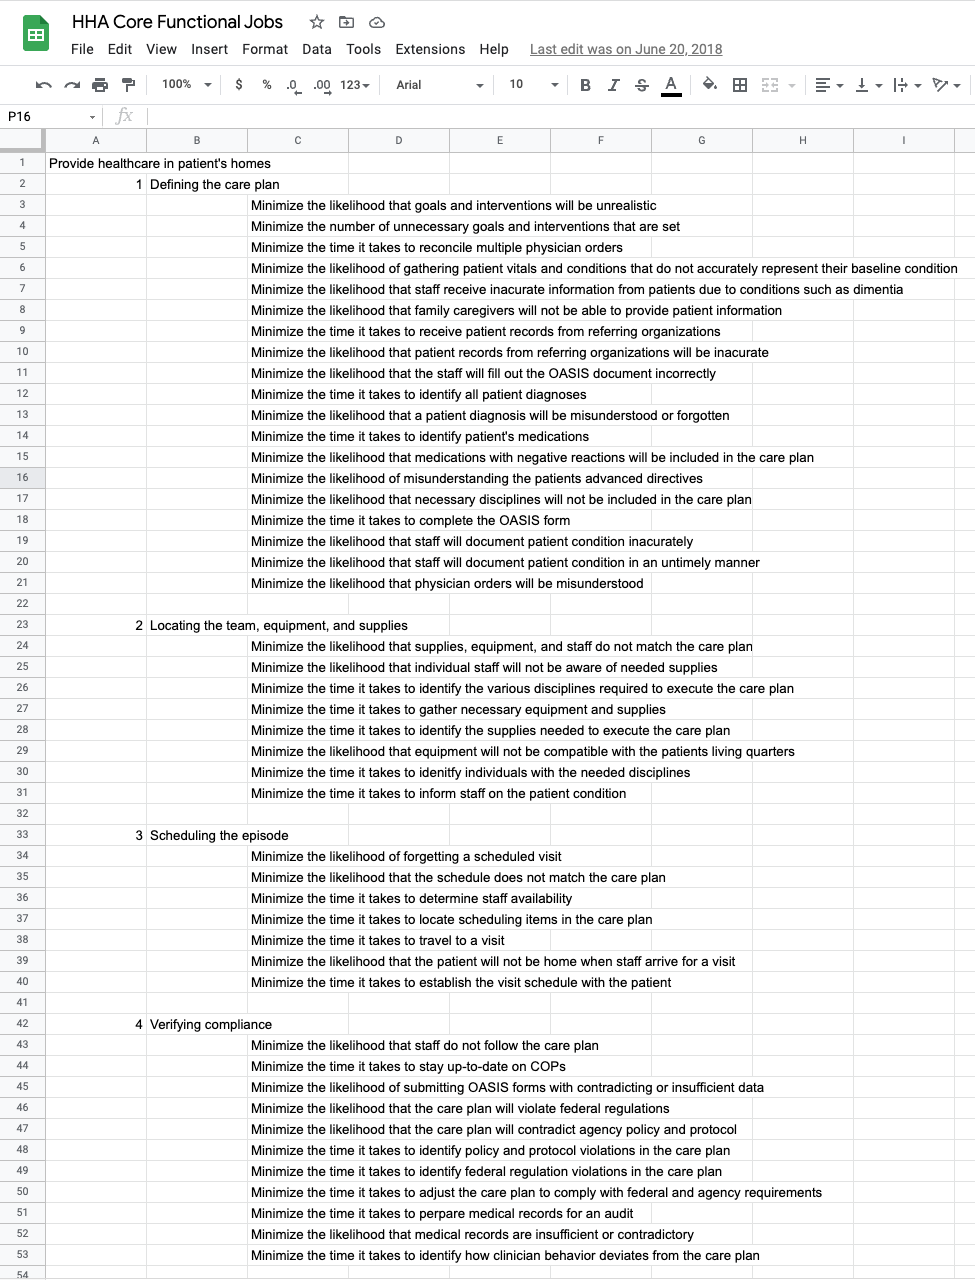 HHA Core Functional Jobs
File Edit View Insert Format Data Tools Extensions Help Last edit was on June 20, 2018
100% $ % .0 .00 123 Arial 10 B I S A
P16 fx
A B C D E F G H I
1 Provide healthcare in patient's homes
2 1 Defining the care plan
3 Minimize the likelihood that goals and interventions will be unrealistic
4 Minimize the number of unnecessary goals and interventions that are set
5 Minimize the time it takes to reconcile multiple physician orders
6 Minimize the likelihood of gathering patient vitals and conditions that do not accurately represent their baseline condition
7 Minimize the likelihood that staff receive inacurate information from patients due to conditions such as dimentia
8 Minimize the likelihood that family caregivers will not be able to provide patient information
9 Minimize the time it takes to receive patient records from referring organizations
10 Minimize the likelihood that patient records from referring organizations will be inacurate
11 Minimize the likelihood that the staff will fill out the OASIS document incorrectly
12 Minimize the time it takes to identify all patient diagnoses
13 Minimize the likelihood that a patient diagnosis will be misunderstood or forgotten
14 Minimize the time it takes to identify patient's medications
15 Minimize the likelihood that medications with negative reactions will be included in the care plan
16 Minimize the likelihood of misunderstanding the patients advanced directives
17 Minimize the likelihood that necessary disciplines will not be included in the care plan
18 Minimize the time it takes to complete the OASIS form
19 Minimize the likelihood that staff will document patient condition inacurately
20 Minimize the likelihood that staff will document patient condition in an untimely manner
21 Minimize the likelihood that physician orders will be misunderstood
22
23 2 Locating the team, equipment, and supplies
24 Minimize the likelihood that supplies, equipment, and staff do not match the care plan
25 Minimize the likelihood that individual staff will not be aware of needed supplies
26 Minimize the time it takes to identify the various disciplines required to execute the care plan
27 Minimize the time it takes to gather necessary equipment and supplies
28 Minimize the time it takes to identify the supplies needed to execute the care plan
29 Minimize the likelihood that equipment will not be compatible with the patients living quarters
30 Minimize the time it takes to idenitfy individuals with the needed disciplines
31 Minimize the time it takes to inform staff on the patient condition
32
33 3 Scheduling the episode
34 Minimize the likelihood of forgetting a scheduled visit
35 Minimize the likelihood that the schedule does not match the care plan
36 Minimize the time it takes to determine staff availability
37 Minimize the time it takes to locate scheduling items in the care plan
38 Minimize the time it takes to travel to a visit
39 Minimize the likelihood that the patient will not be home when staff arrive for a visit
40 Minimize the time it takes to establish the visit schedule with the patient
41
42 4 Verifying compliance
43 Minimize the likelihood that staff do not follow the care plan
44 Minimize the time it takes to stay up-to-date on COPs
45 Minimize the likelihood of submitting OASIS forms with contradicting or insufficient data
46 Minimize the likelihood that the care plan will violate federal regulations
47 Minimize the likelihood that the care plan will contradict agency policy and protocol
48 Minimize the time it takes to identify policy and protocol violations in the care plan
49 Minimize the time it takes to identify federal regulation violations in the care plan
50 Minimize the time it takes to adjust the care plan to comply with federal and agency requirements
51 Minimize the time it takes to perpare medical records for an audit
52 Minimize the likelihood that medical records are insufficient or contradictory
53 Minimize the time it takes to identify how clinician behavior deviates from the care plan
54